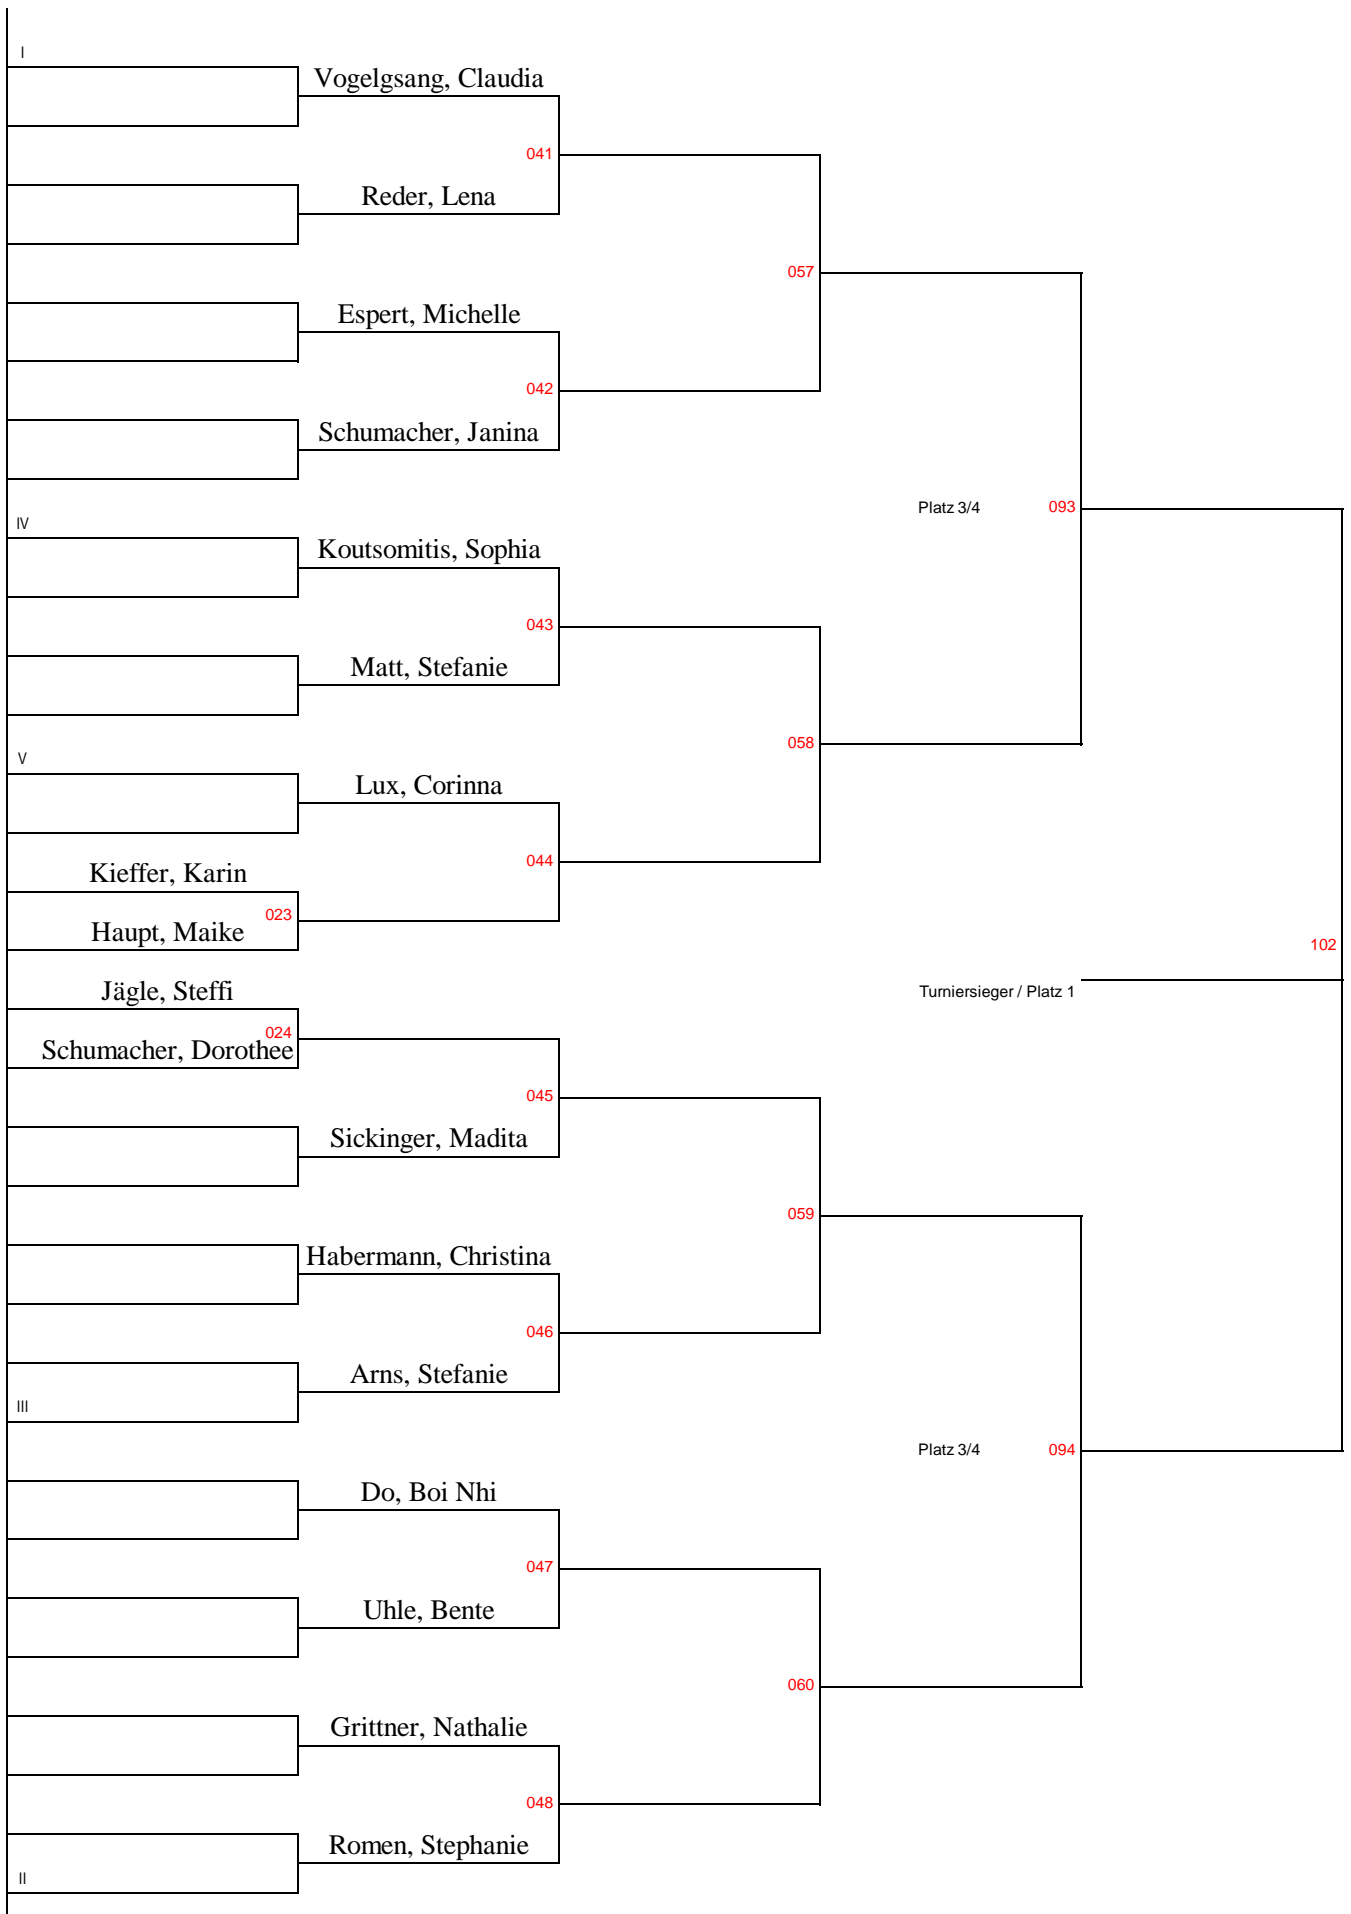 I
Vogelgsang, Claudia
041
Reder, Lena
057
Espert, Michelle
042
Schumacher, Janina
Platz 3/4 093
IV
Koutsomitis, Sophia
043
Matt, Stefanie
058
V
Lux, Corinna
044
Kieffer, Karin
023
Haupt, Maike
102
Jägle, Steffi
Turniersieger / Platz 1
024
Schumacher, Dorothee
045
Sickinger, Madita
059
Habermann, Christina
046
Arns, Stefanie
III
Platz 3/4 094
Do, Boi Nhi
047
Uhle, Bente
060
Grittner, Nathalie
048
Romen, Stephanie
II